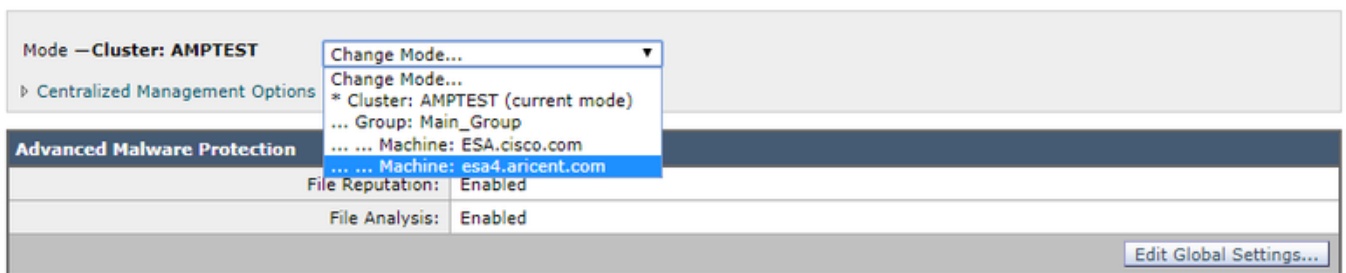 Mode —Cluster: AMPTEST
Change Mode...
Change Mode...
* Cluster: AMPTEST (current mode)
... Group: Main_Group
... ... Machine: ESA.cisco.com
... ... Machine: esa4.aricent.com
Centralized Management Options
Advanced Malware Protection
File Reputation: Enabled
File Analysis: Enabled
Edit Global Settings...